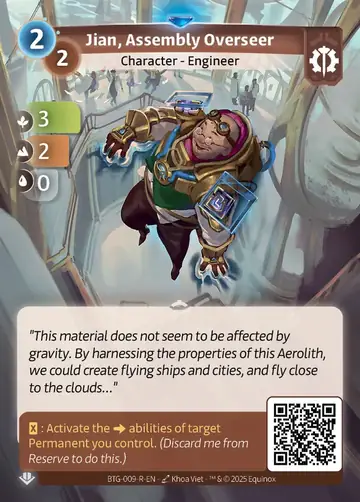 2
2
Jian, Assembly Overseer
Character - Engineer
3
2
0
"This material does not seem to be affected by
gravity. By harnessing the properties of this Aerolith,
we could create flying ships and cities, and fly close
to the clouds..."
X : Activate the ➡ abilities of target
Permanent you control. (Discard me from
Reserve to do this.)
BTG-009-R-EN - Khoa Viet - ™ & © 2025 Equinox